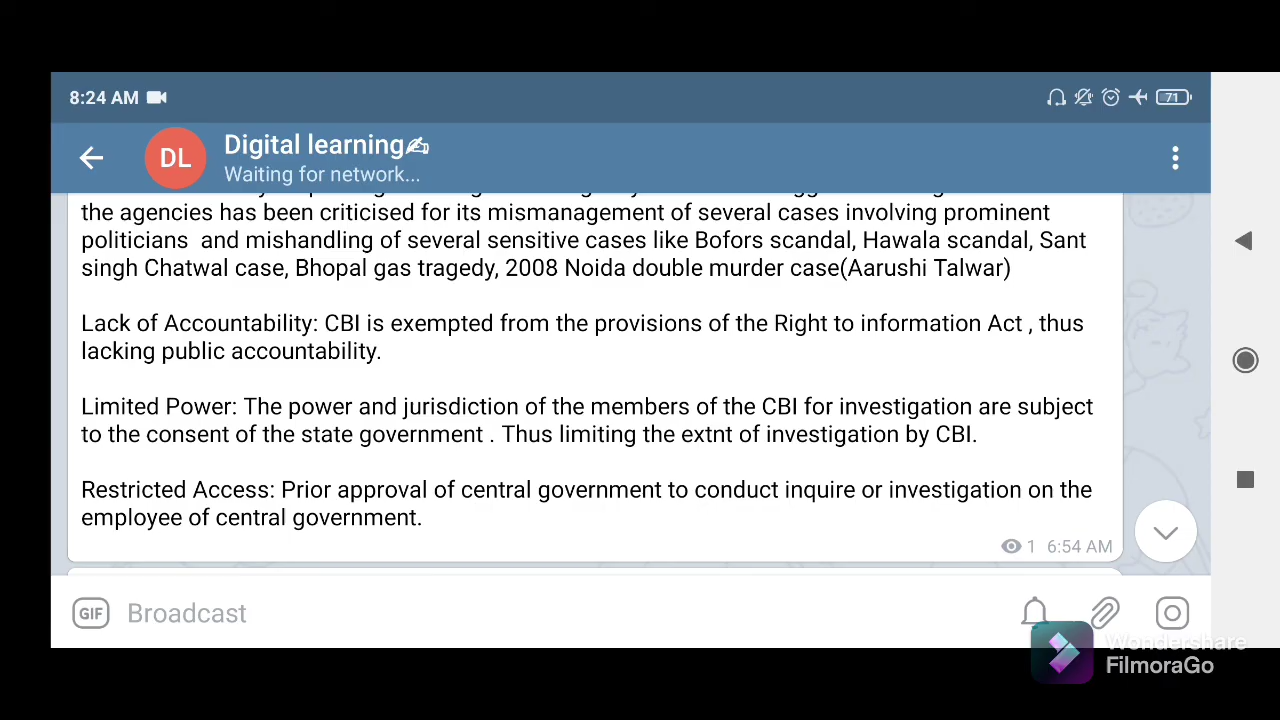 8:24 AM
71
DL
Digital learning✍
Waiting for network...
the agencies has been criticised for its mismanagement of several cases involving prominent
politicians  and mishandling of several sensitive cases like Bofors scandal, Hawala scandal, Sant
singh Chatwal case, Bhopal gas tragedy, 2008 Noida double murder case(Aarushi Talwar)
Lack of Accountability: CBI is exempted from the provisions of the Right to information Act , thus
lacking public accountability.
Limited Power: The power and jurisdiction of the members of the CBI for investigation are subject
to the consent of the state government . Thus limiting the extnt of investigation by CBI.
Restricted Access: Prior approval of central government to conduct inquire or investigation on the
employee of central government.
1 6:54 AM
GIF Broadcast
Wondershare
FilmoraGo